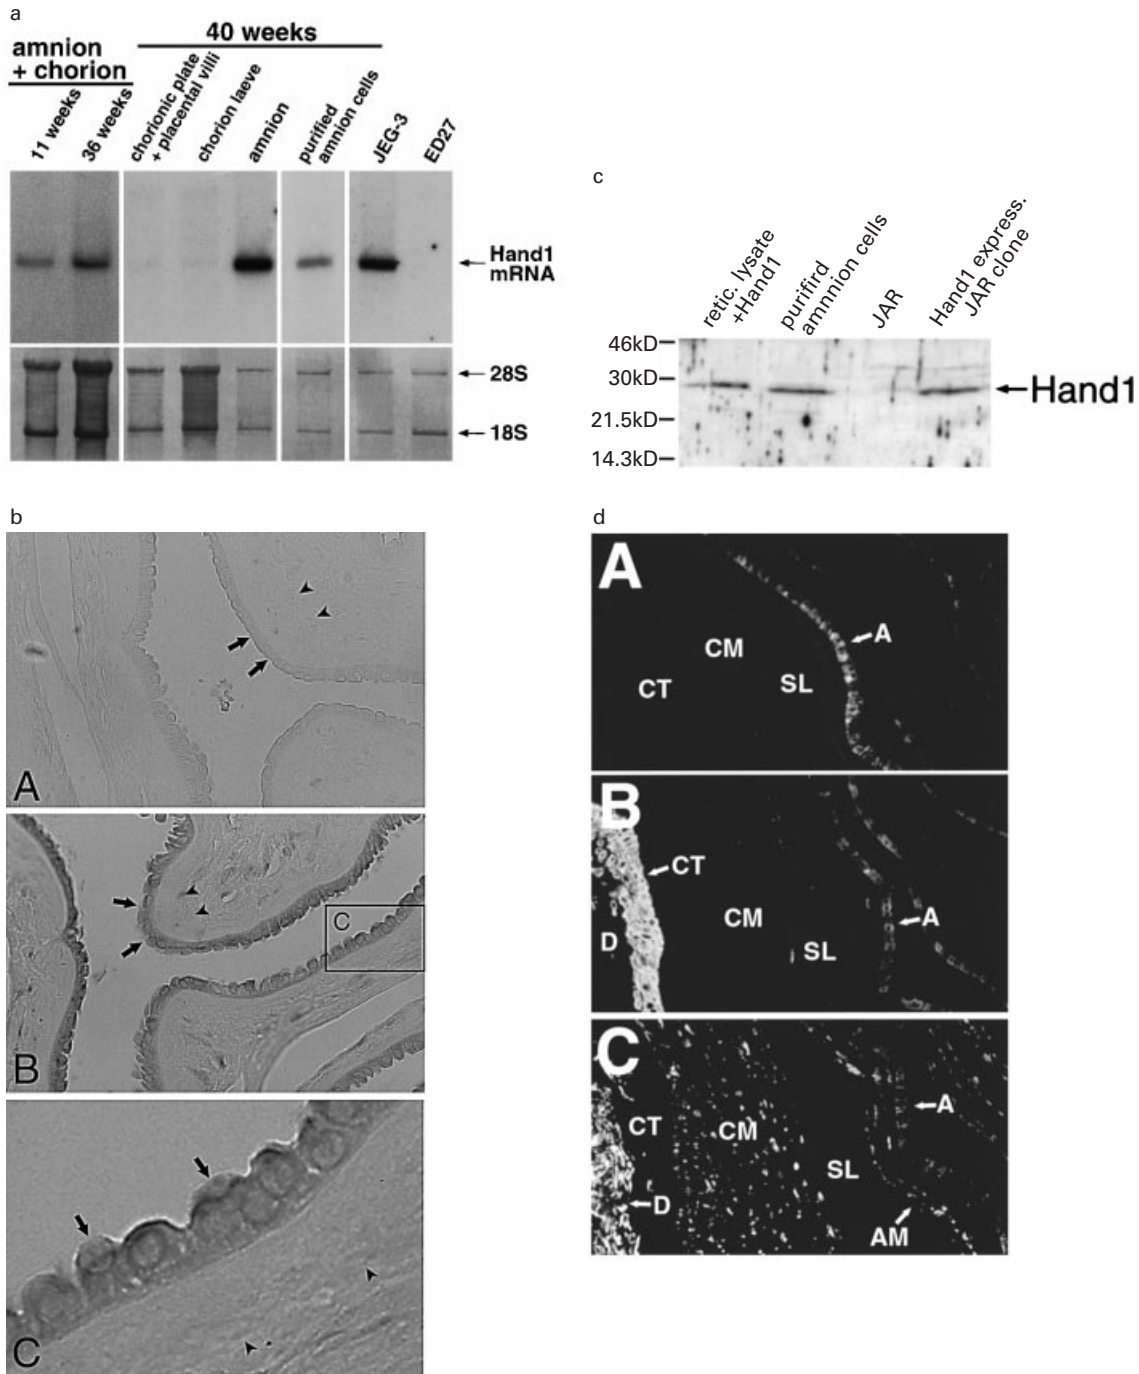 a
40 weeks
amnion
+ chorion
11 weeks
36 weeks
chorionic plate
+ placental villi
chorion laeve
amnion
purified
amnion cells
JEG-3
ED27
Hand1
mRNA
28S
18S
c
retic. lysate
+Hand1
purifird
amnnion cells
JAR
Hand1 express.
JAR clone
46kD
30kD
21.5kD
14.3kD
Hand1
b
A
B
C
C
d
A
A
CM
CT
SL
B
CT
CM
A
D
SL
C
A
CT
CM
SL
D
AM